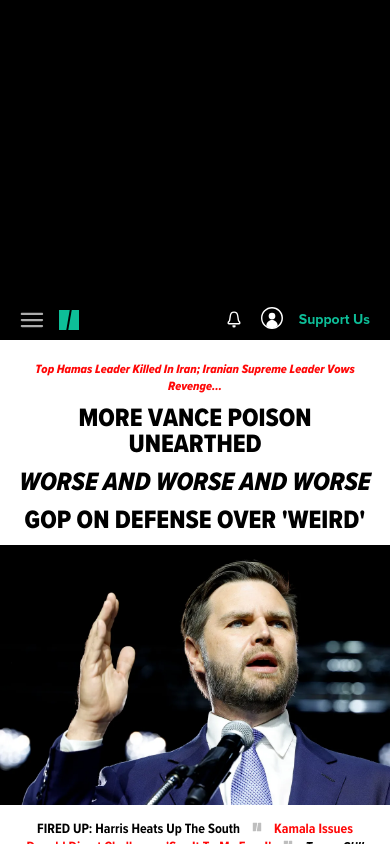 Support Us
Top Hamas Leader Killed In Iran; Iranian Supreme Leader Vows
Revenge...
MORE VANCE POISON
UNEARTHED
WORSE AND WORSE AND WORSE
GOP ON DEFENSE OVER 'WEIRD'
FIRED UP: Harris Heats Up The South
Kamala Issues